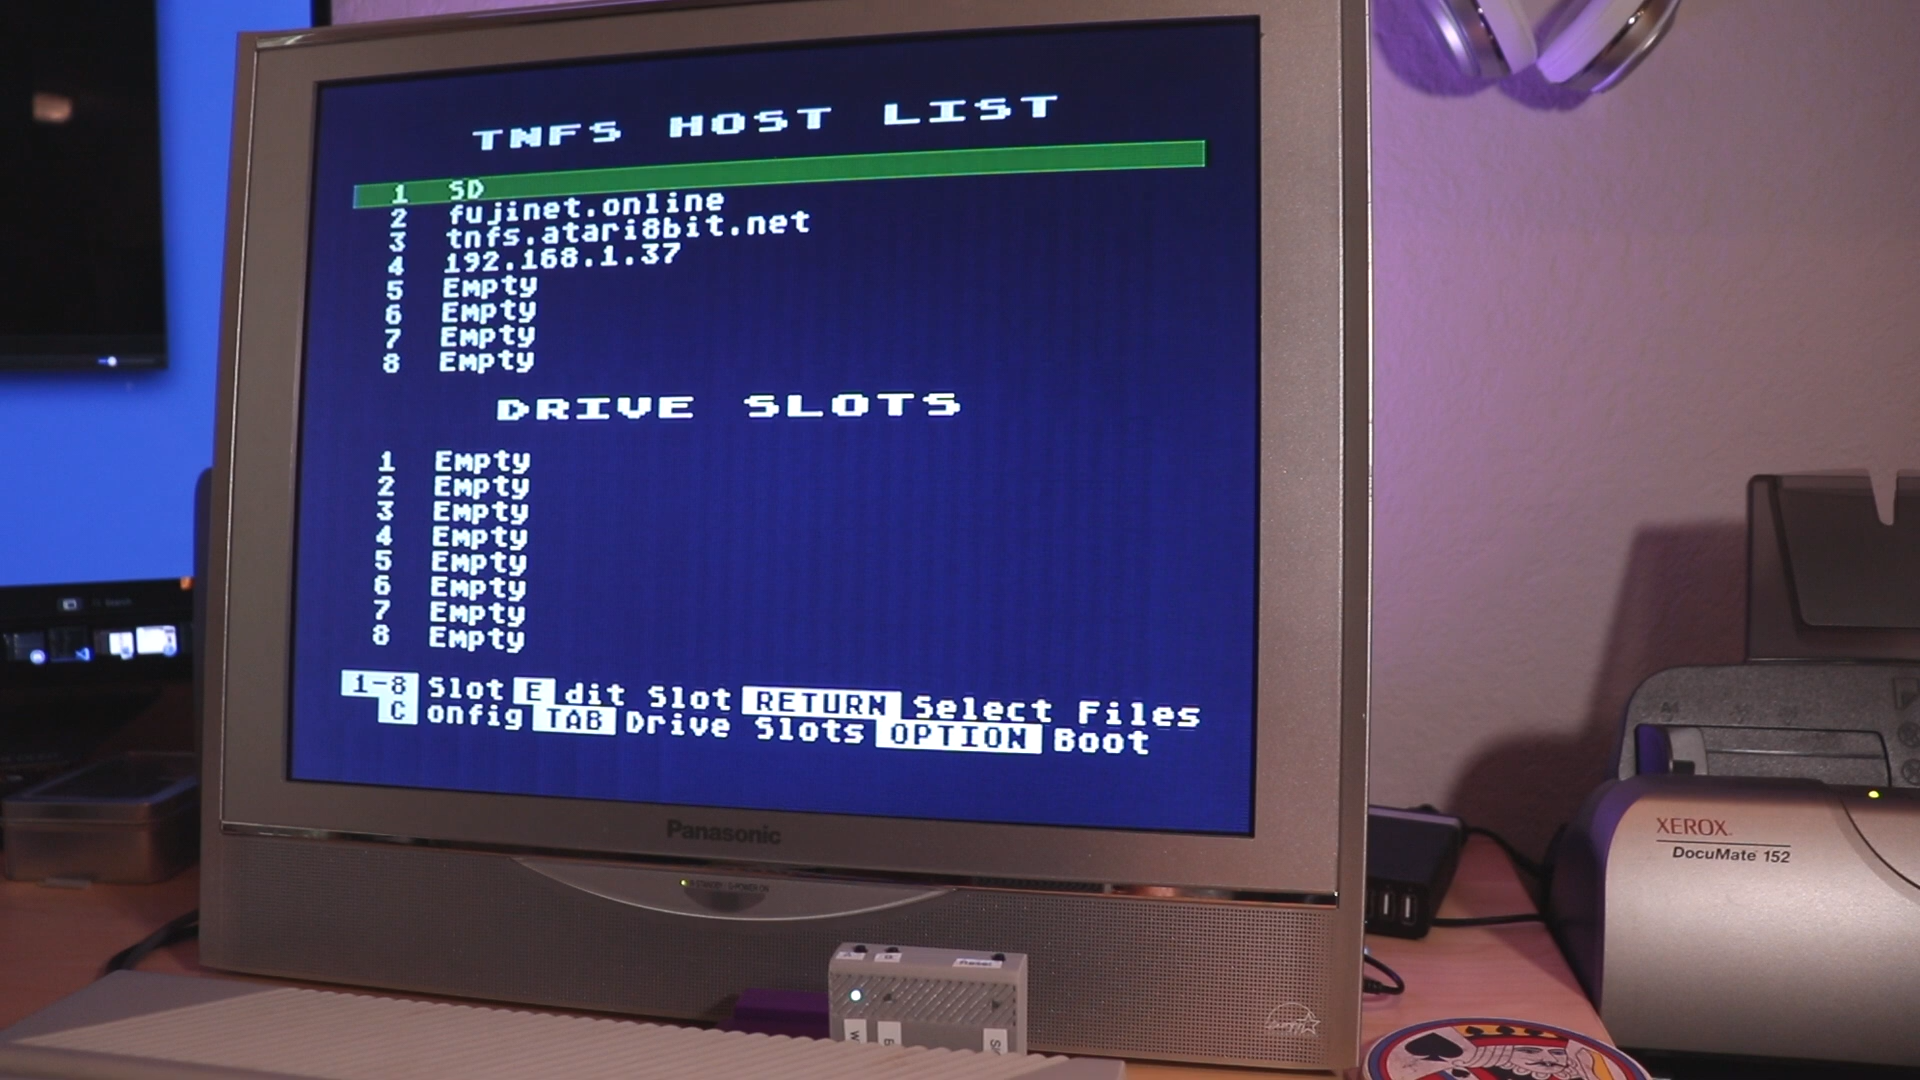 TNFS HOST LIST
1 SD
2 fujinet.online
3 tnfs.atari8bit.net
4 192.168.1.37
5 Empty
6 Empty
7 Empty
8 Empty
DRIVE SLOTS
1 Empty
2 Empty
3 Empty
4 Empty
5 Empty
6 Empty
7 Empty
8 Empty
1-8 Slot Edit Slot RETURN Select Files
Config TAB Drive Slots OPTION Boot
Panasonic
XEROX
DocuMate 152
Reset